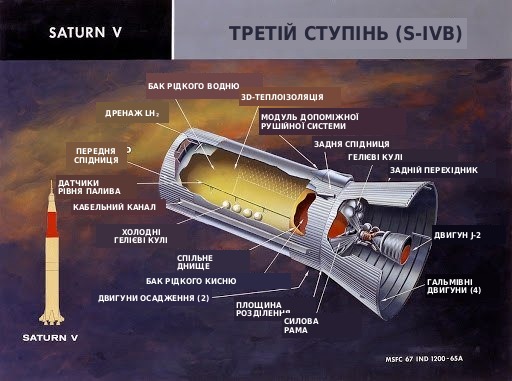 SATURN V
ТРЕТІЙ СТУПІНЬ (S-IVB)
БАК РІДКОГО ВОДНЮ
3D-ТЕПЛОІЗОЛЯЦІЯ
ДРЕНАЖ LH₂
МОДУЛЬ ДОПОМІЖНОЇ
РУШІЙНОЇ СИСТЕМИ
ЗАДНЯ СПІДНИЦЯ
ПЕРЕДНЯ
СПІДНИЦЯ
ГЕЛІЄВІ КУЛІ
ЗАДНІЙ ПЕРЕХІДНИК
ДАТЧИКИ
РІВНЯ ПАЛИВА
КАБЕЛЬНИЙ КАНАЛ
ХОЛОДНІ
ГЕЛІЄВІ КУЛІ
ДВИГУН J-2
СПІЛЬНЕ
ДНИЩЕ
БАК РІДКОГО КИСНЮ
ГАЛЬМІВНІ
ДВИГУНИ (4)
ДВИГУНИ ОСАДЖЕННЯ (2)
ПЛОЩИНА
РОЗДІЛЕННЯ
СИЛОВА
РАМА
SATURN V
MSFC 67 IND 1200-65A